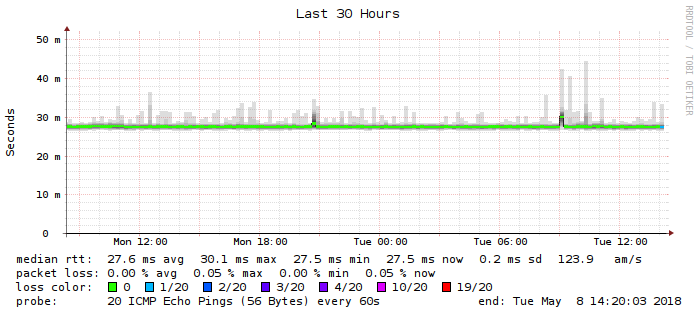 Last 30 Hours
RRDTOOL / TOBI OETIKER
Seconds
50 m
40 m
30 m
20 m
10 m
0
Mon 12:00 Mon 18:00 Tue 00:00 Tue 06:00 Tue 12:00
median rtt: 27.6 ms avg 30.1 ms max 27.5 ms min 27.5 ms now 0.2 ms sd 123.9 am/s
packet loss: 0.00 % avg 0.05 % max 0.00 % min 0.05 % now
loss color: 0 1/20 2/20 3/20 4/20 10/20 19/20
probe: 20 ICMP Echo Pings (56 Bytes) every 60s end: Tue May 8 14:20:03 2018